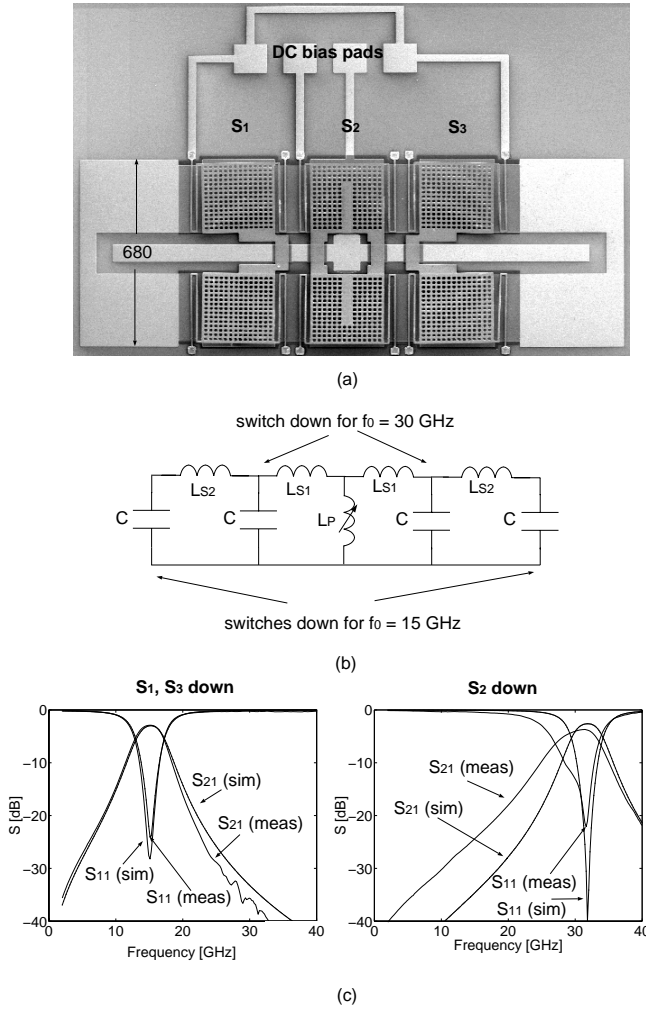 DC bias pads
S1 S2 S3
680
(a)
switch down for f0 = 30 GHz
LS2 LS1 LS1 LS2
C C LP C C
switches down for f0 = 15 GHz
(b)
S1, S3 down
0
−10
−20
−30
−40
S [dB]
S21 (sim)
S21 (meas)
S11 (sim)
S11 (meas)
0 10 20 30 40
Frequency [GHz]
S2 down
0
−10
−20
−30
−40
S [dB]
S21 (meas)
S21 (sim)
S11 (meas)
S11 (sim)
0 10 20 30 40
Frequency [GHz]
(c)